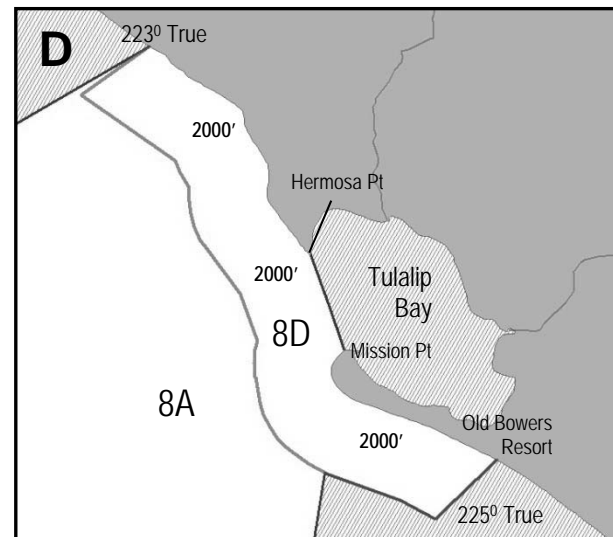 D
223⁰ True
2000’
Hermosa Pt
Tulalip
Bay
2000’
8D
Mission Pt
8A
Old Bowers
Resort
2000’
225⁰ True